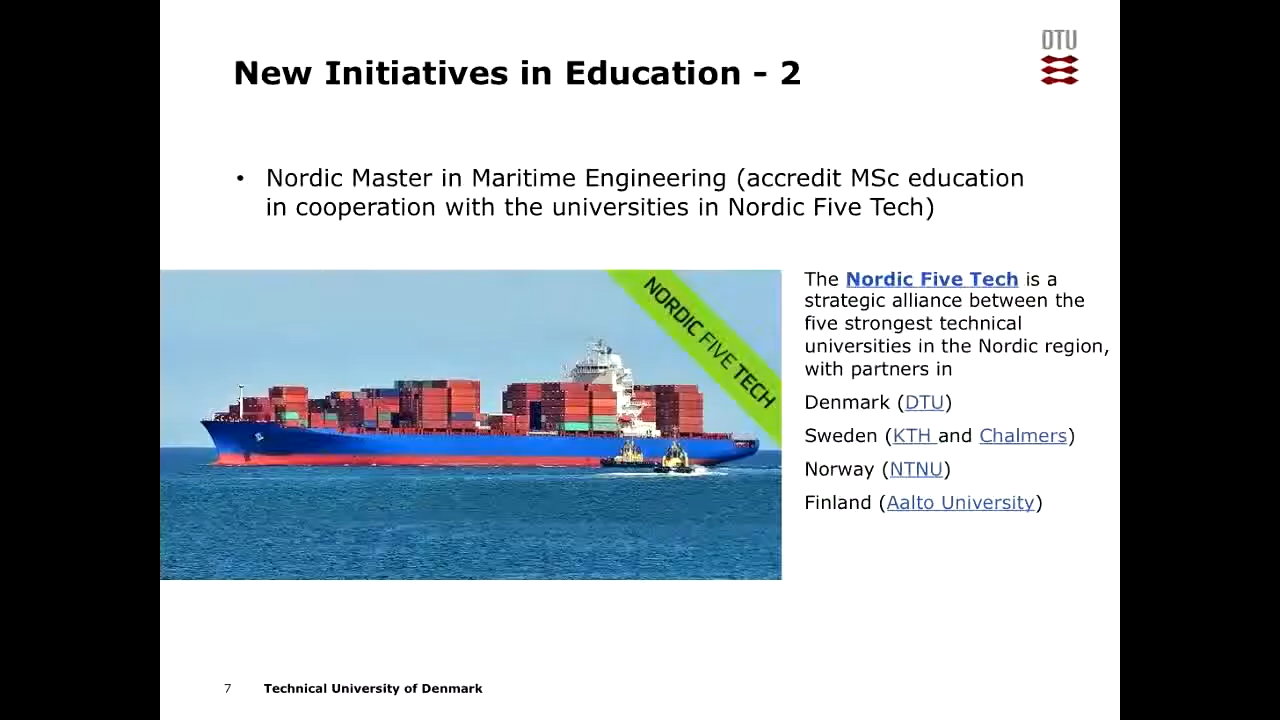 DTU
New Initiatives in Education - 2
• Nordic Master in Maritime Engineering (accredit MSc education
in cooperation with the universities in Nordic Five Tech)
NORDIC FIVE TECH
The Nordic Five Tech is a
strategic alliance between the
five strongest technical
universities in the Nordic region,
with partners in
Denmark (DTU)
Sweden (KTH and Chalmers)
Norway (NTNU)
Finland (Aalto University)
7 Technical University of Denmark